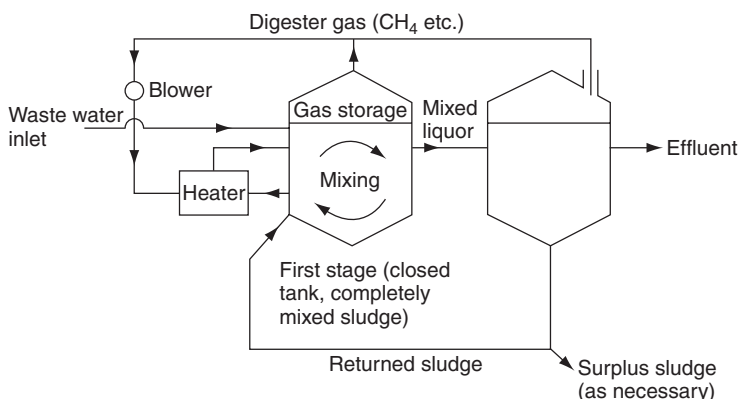 Digester gas (CH₄ etc.)
Blower
Waste water
inlet
Gas storage
Mixed
liquor
Effluent
Heater
Mixing
First stage (closed
tank, completely
mixed sludge)
Returned sludge
Surplus sludge
(as necessary)